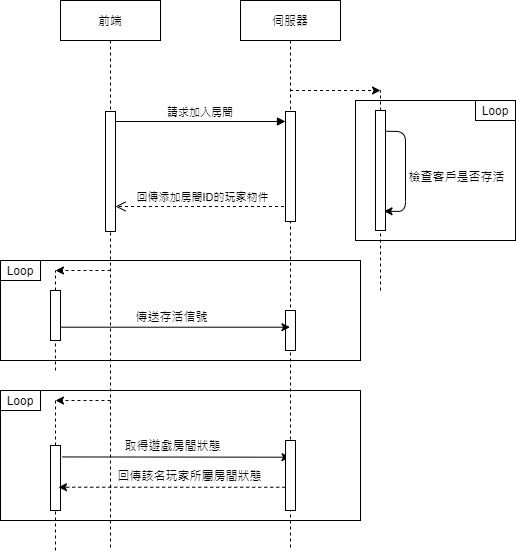 前端
伺服器
Loop
請求加入房間
檢查客戶是否存活
回傳添加房間ID的玩家物件
Loop
傳送存活信號
Loop
取得遊戲房間狀態
回傳該名玩家所屬房間狀態